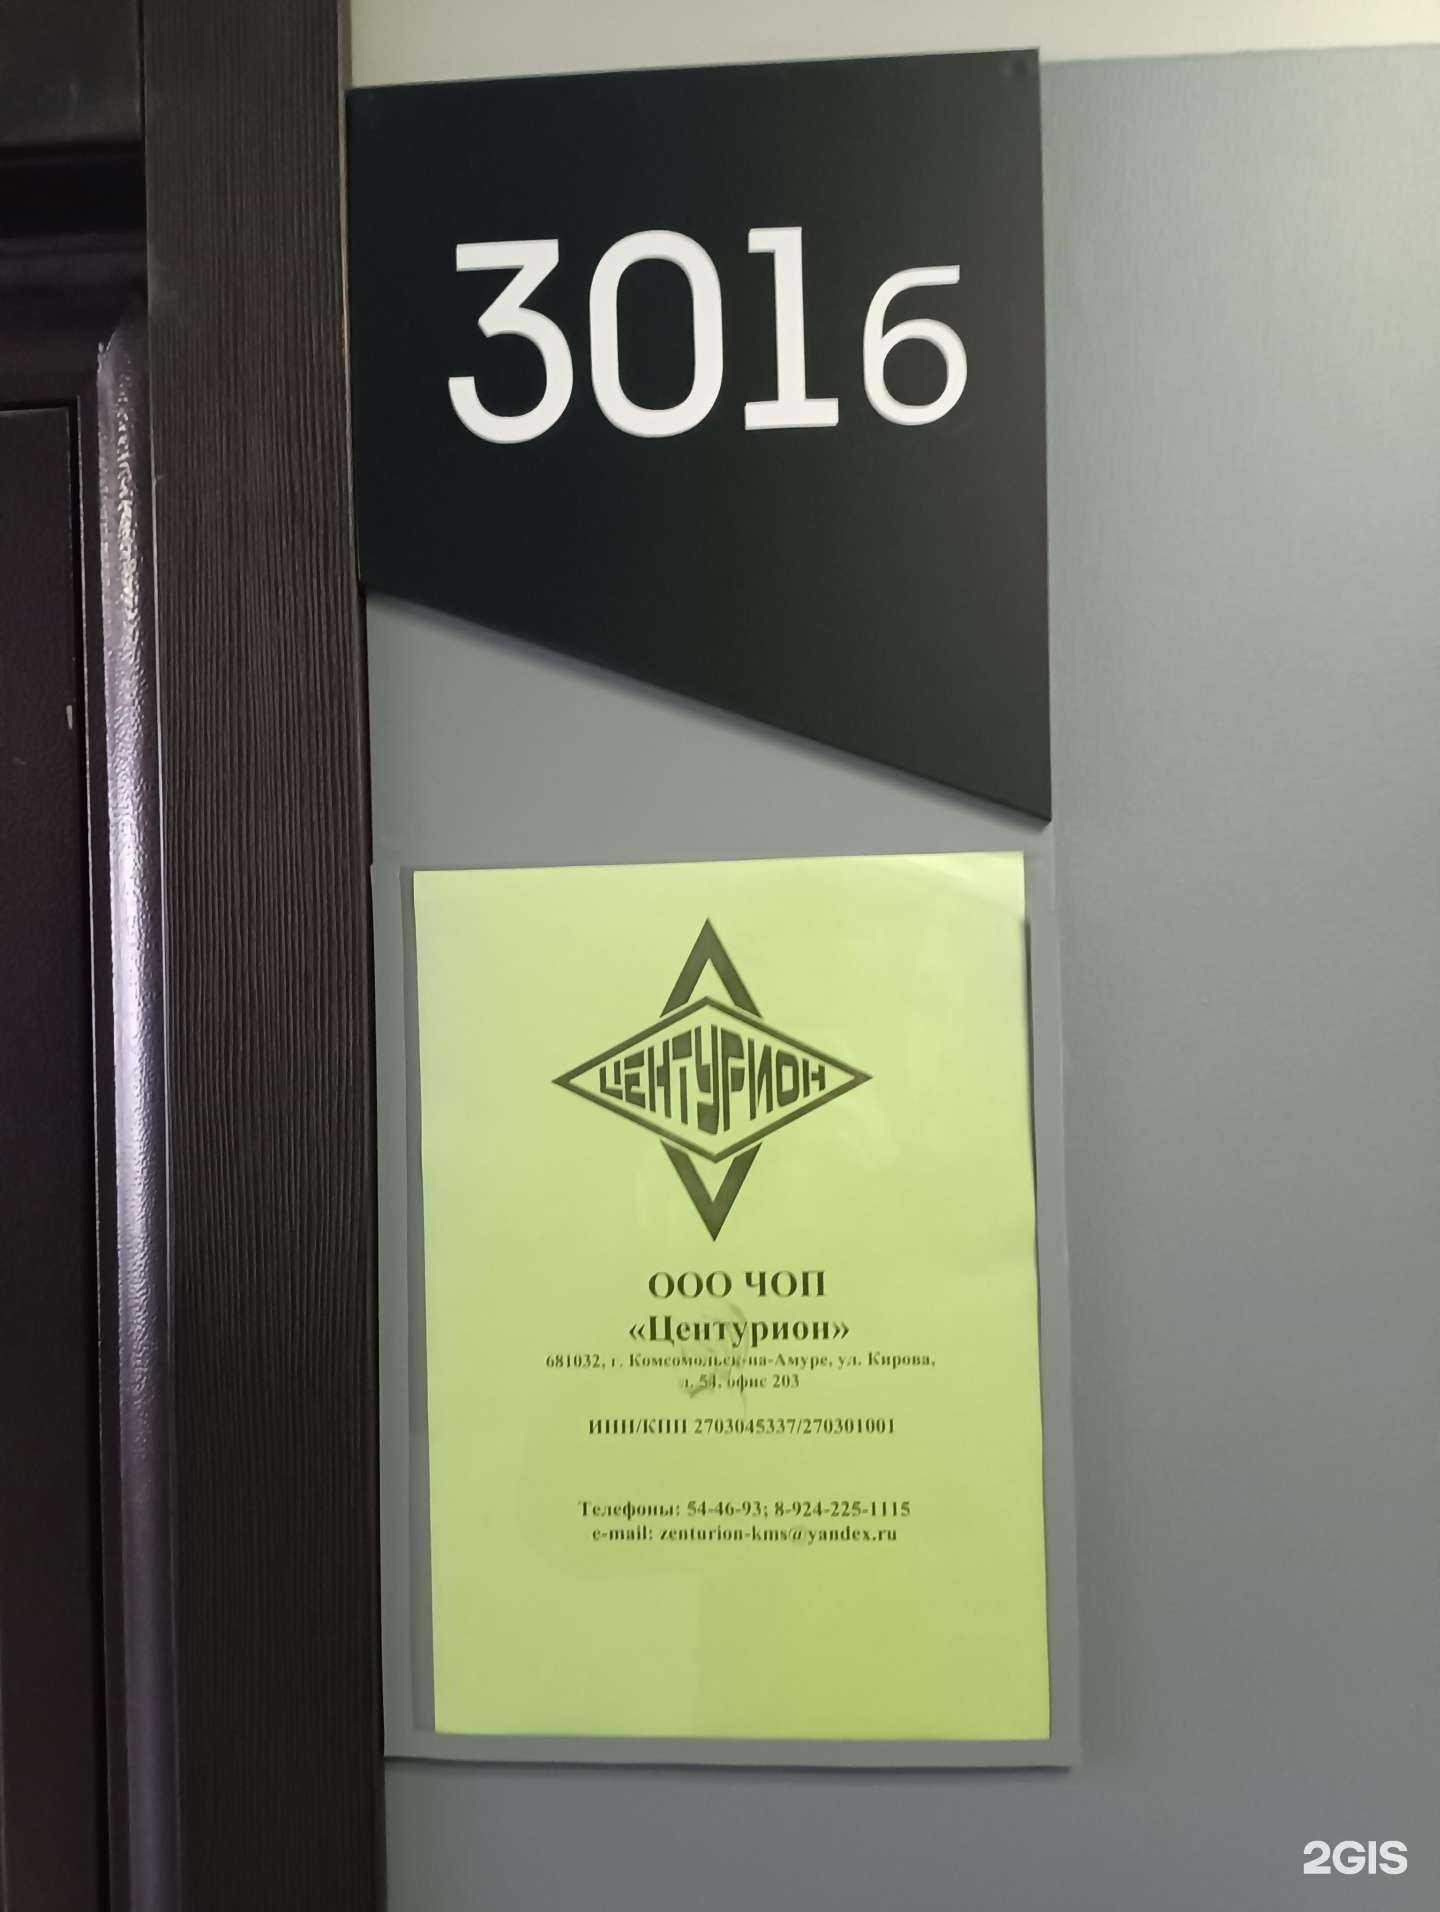 301б
ЦЕНТУРИОН
ООО ЧОП
«Центурион»
681032, г. Комсомольск-на-Амуре, ул. Кирова,
д. 54, офис 203
ИНН/КПП 2703045337/270301001
Телефоны: 54-46-93; 8-924-225-1115
e-mail: zenturion-kms@yandex.ru
2GIS